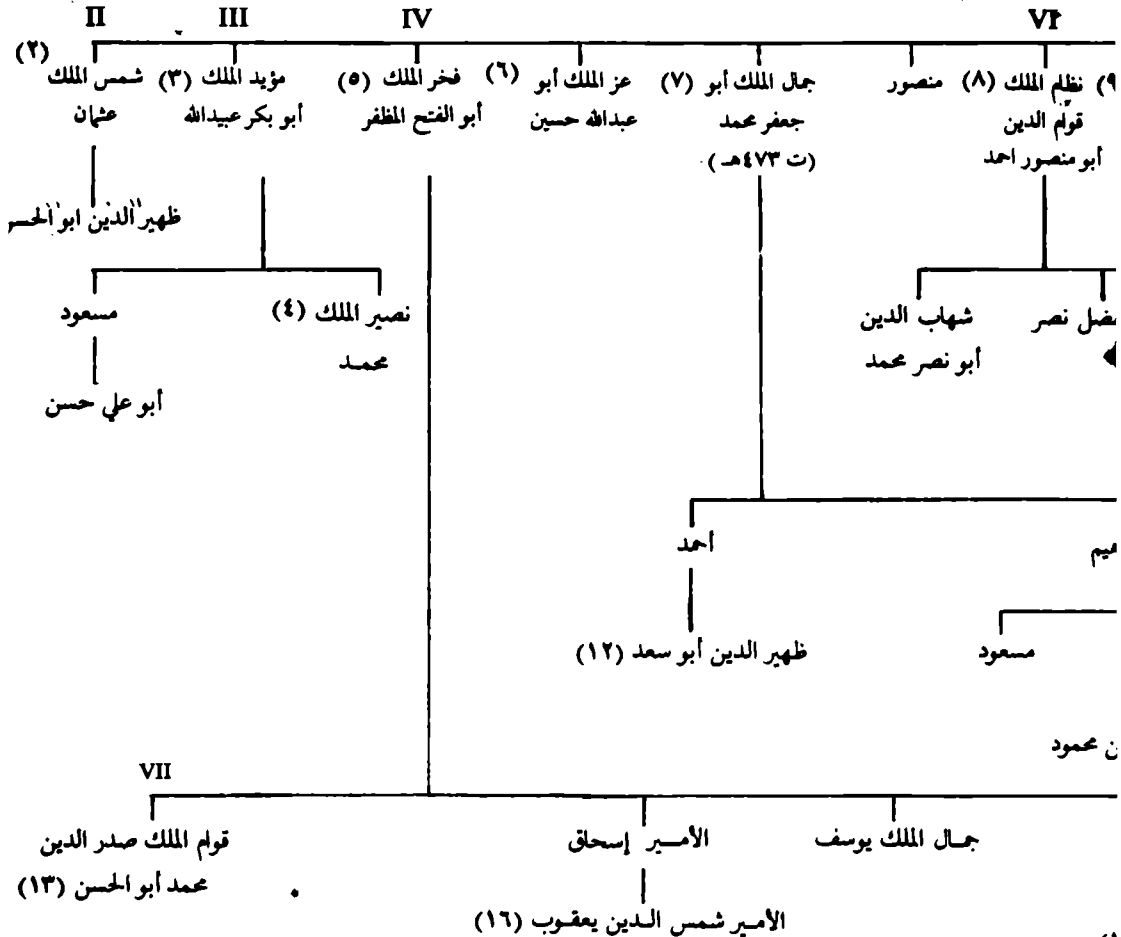 II III IV VI
(٩
نظام الملك (٨)
قوام الدين
أبو منصور احمد
منصور
جمال الملك أبو (٧)
جعفر محمد
(ت ٤٧٣هـ)
عز الملك أبو (٦)
عبدالله حسين
فخر الملك (٥)
أبو الفتح المظفر
مؤيد الملك (٣)
أبو بكر عبيدالله
شمس الملك (٢)
عثمان
ظهير الدين ابو الحسن
نصير الملك (٤)
محمد
مسعود
أبو علي حسن
نصر
شهاب الدين
أبو نصر محمد
أحمد
ظهير الدين أبو سعد (١٢)
مسعود
محمود
VII
جمال الملك يوسف
الأمير إسحاق
الأمير شمس الدين يعقوب (١٦)
قوام الملك صدر الدين
محمد أبو الحسن (١٣)